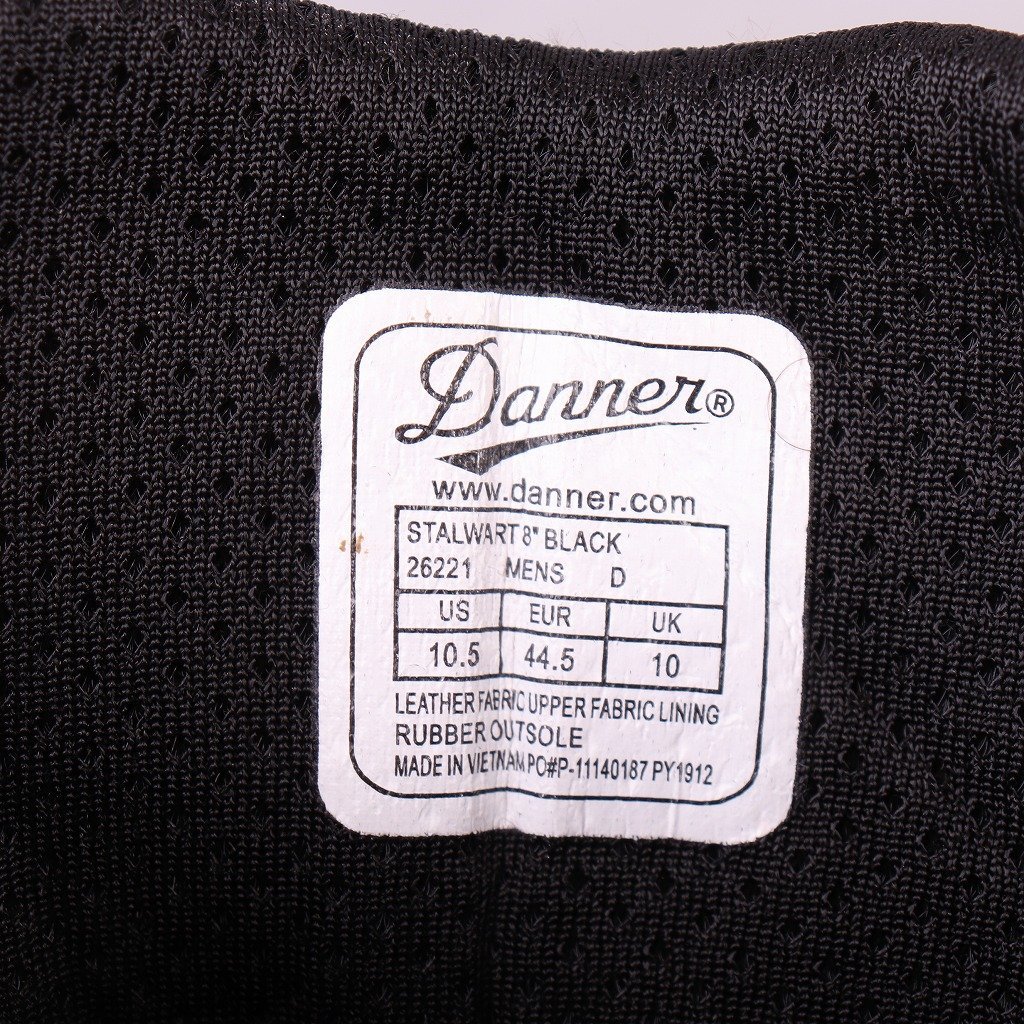 Danner®
www.danner.com
STALWART 8" BLACK
26221 MENS D
US EUR UK
10.5 44.5 10
LEATHER FABRIC UPPER FABRIC LINING
RUBBER OUTSOLE
MADE IN VIETNAM PO#P-11140187 PY1912